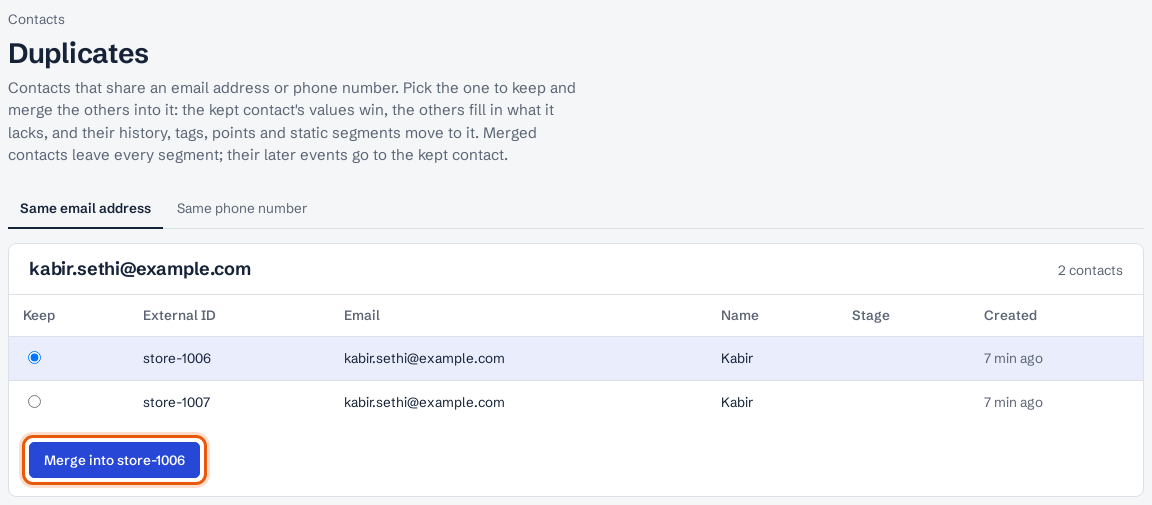 Contacts
Duplicates
Contacts that share an email address or phone number. Pick the one to keep and
merge the others into it: the kept contact's values win, the others fill in what it
lacks, and their history, tags, points and static segments move to it. Merged
contacts leave every segment; their later events go to the kept contact.
Same email address Same phone number
kabir.sethi@example.com 2 contacts
Keep External ID Email Name Stage Created
store-1006 kabir.sethi@example.com Kabir 7 min ago
store-1007 kabir.sethi@example.com Kabir 7 min ago
Merge into store-1006